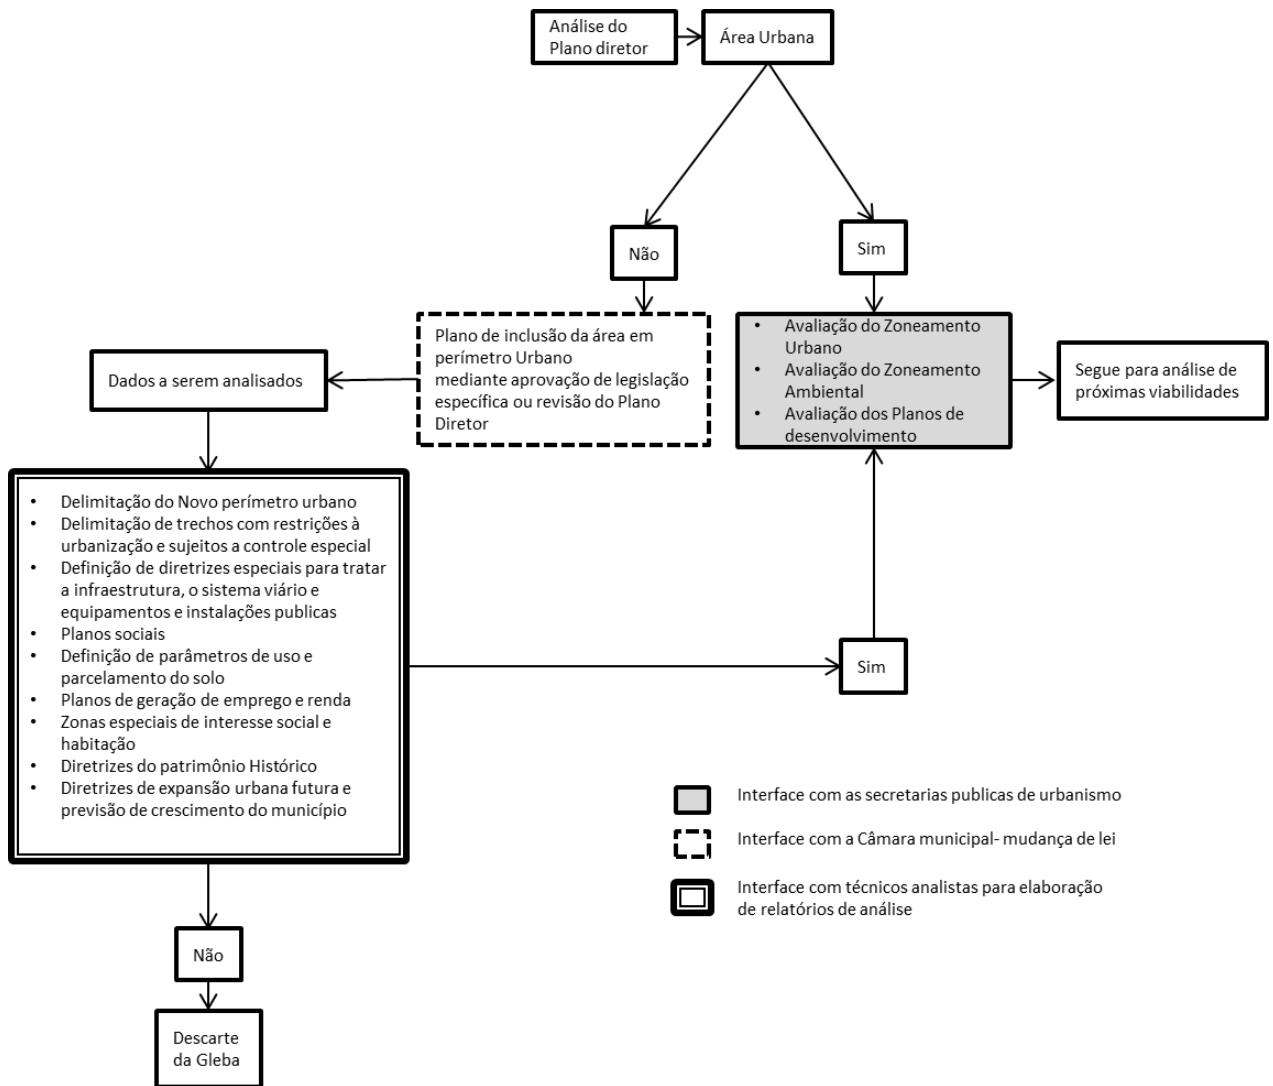 Análise do
Plano diretor
Área Urbana
Não
Sim
Plano de inclusão da área em
perímetro Urbano
mediante aprovação de legislação
específica ou revisão do Plano
Diretor
• Avaliação do Zoneamento
Urbano
• Avaliação do Zoneamento
Ambiental
• Avaliação dos Planos de
desenvolvimento
Segue para análise de
próximas viabilidades
Dados a serem analisados
• Delimitação do Novo perímetro urbano
• Delimitação de trechos com restrições à
urbanização e sujeitos a controle especial
• Definição de diretrizes especiais para tratar
a infraestrutura, o sistema viário e
equipamentos e instalações publicas
• Planos sociais
• Definição de parâmetros de uso e
parcelamento do solo
• Planos de geração de emprego e renda
• Zonas especiais de interesse social e
habitação
• Diretrizes do patrimônio Histórico
• Diretrizes de expansão urbana futura e
previsão de crescimento do município
Sim
Interface com as secretarias publicas de urbanismo
Interface com a Câmara municipal- mudança de lei
Interface com técnicos analistas para elaboração
de relatórios de análise
Não
Descarte
da Gleba